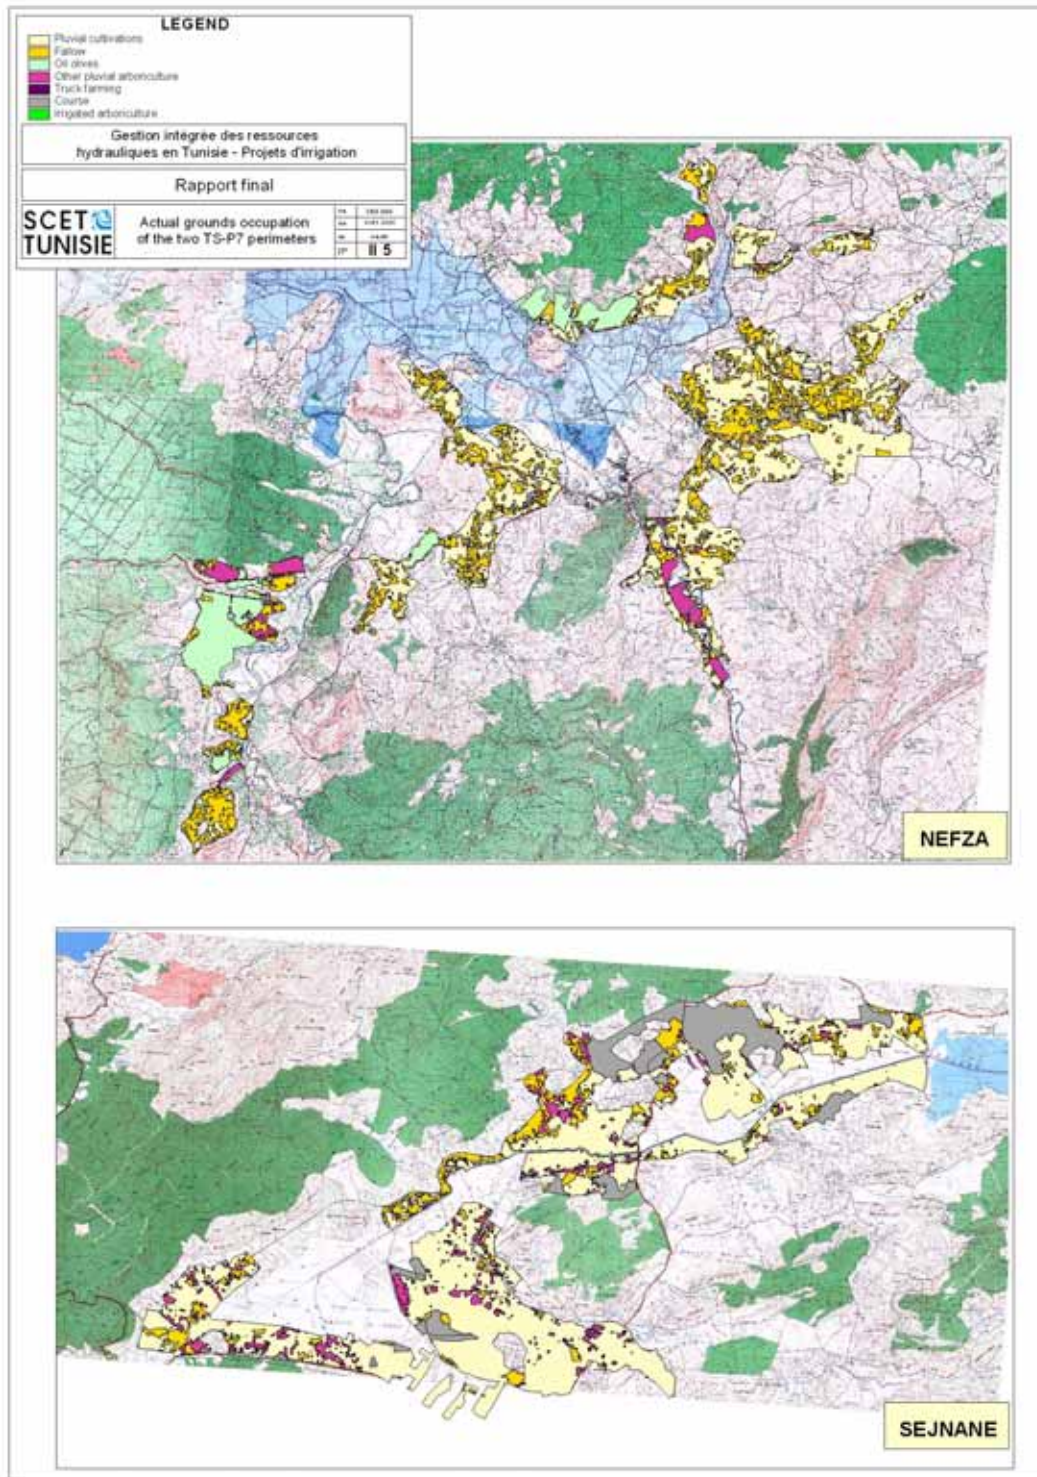 LEGEND
Pluvial cultivations
Fallow
Oil olives
Other pluvial arboriculture
Truck farming
Course
Irrigated arboriculture
Gestion intégrée des ressources
hydrauliques en Tunisie - Projets d'irrigation
Rapport final
SCET
TUNISIE
Actual grounds occupation
of the two TS-P7 perimeters
II 5
NEFZA
SEJNANE